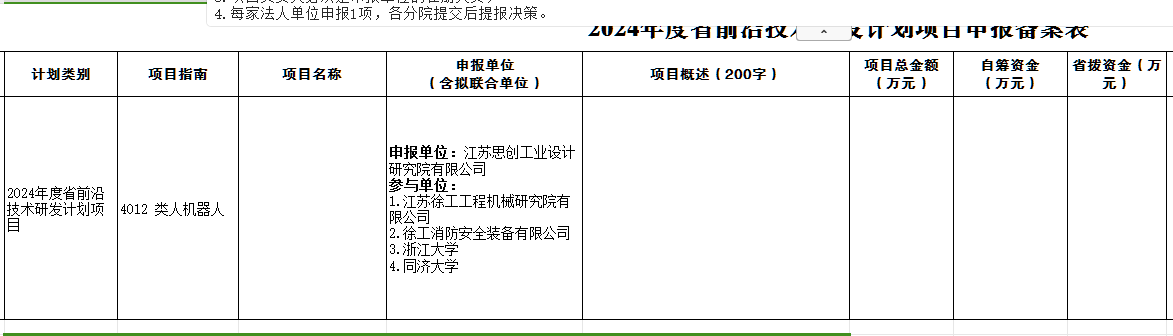 4.每家法人单位申报1项，各分院提交后提报决策。
2024年度省前沿技 发计划项目申报备案表
计划类别
项目指南
项目名称
申报单位
（含拟联合单位）
项目概述（200字）
项目总金额
（万元）
自筹资金
（万元）
省拨资金（万
元）
2024年度省前沿
技术研发计划项
目
4012 类人机器人
申报单位：江苏思创工业设计
研究院有限公司
参与单位：
1.江苏徐工工程机械研究院有
限公司
2.徐工消防安全装备有限公司
3.浙江大学
4.同济大学